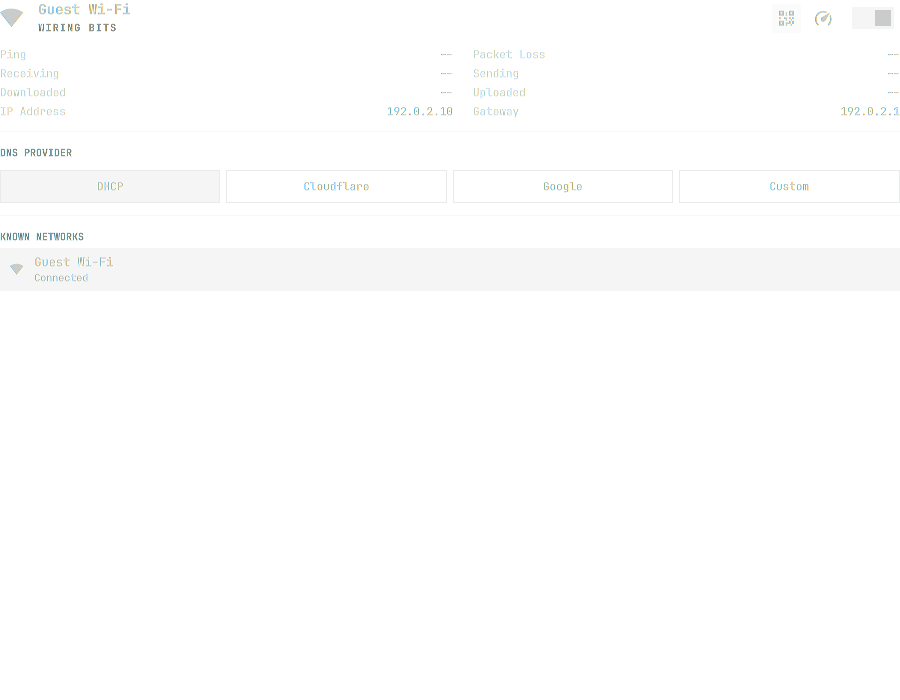 Guest Wi-Fi
WIRING BITS
Ping -- Packet Loss --
Receiving -- Sending --
Downloaded -- Uploaded --
IP Address 192.0.2.10 Gateway 192.0.2.1
DNS PROVIDER
DHCP Cloudflare Google Custom
KNOWN NETWORKS
Guest Wi-Fi
Connected